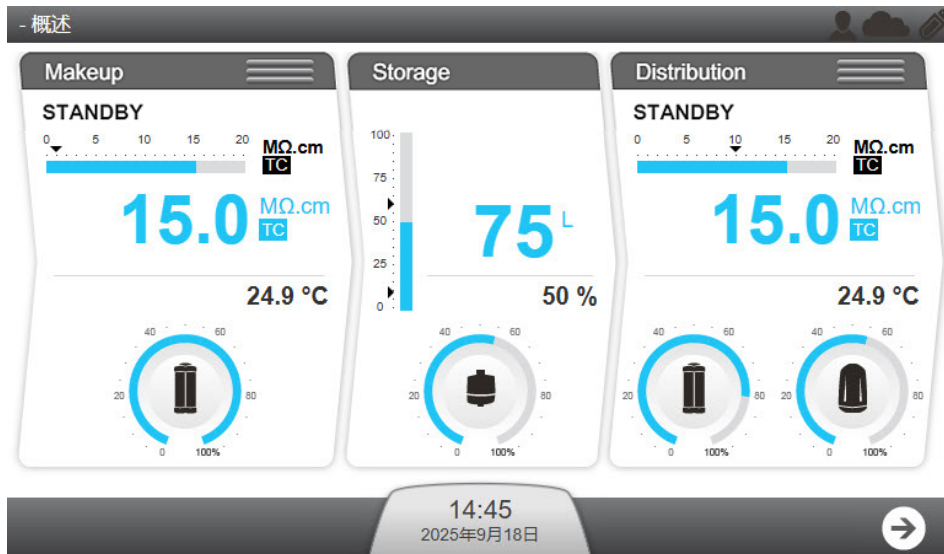 - 概述
Makeup
STANDBY
0 5 10 15 20
MΩ.cm
TC
15.0 MΩ.cm
TC
24.9 °C
40 60
20 80
0 100%
Storage
100
75
50
25
0
75 L
50 %
40 60
20 80
0 100%
Distribution
STANDBY
0 5 10 15 20
MΩ.cm
TC
15.0 MΩ.cm
TC
24.9 °C
40 60
20 80
0 100%
40 60
20 80
0 100%
14:45
2025年9月18日